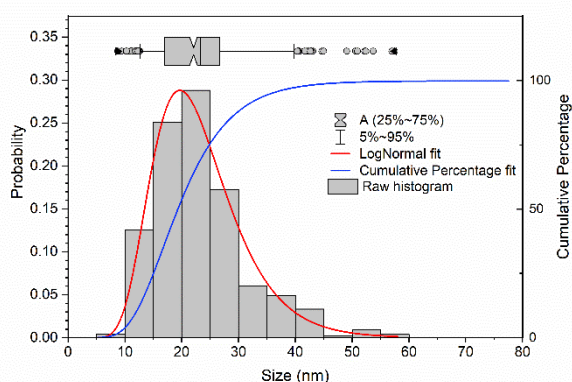 0.35
0.30
0.25
0.20
0.15
0.10
0.05
0.00
Probability
A (25%~75%)
5%~95%
LogNormal fit
Cumulative Percentage fit
Raw histogram
100
50
0
Cumulative Percentage
0 10 20 30 40 50 60 70 80
Size (nm)